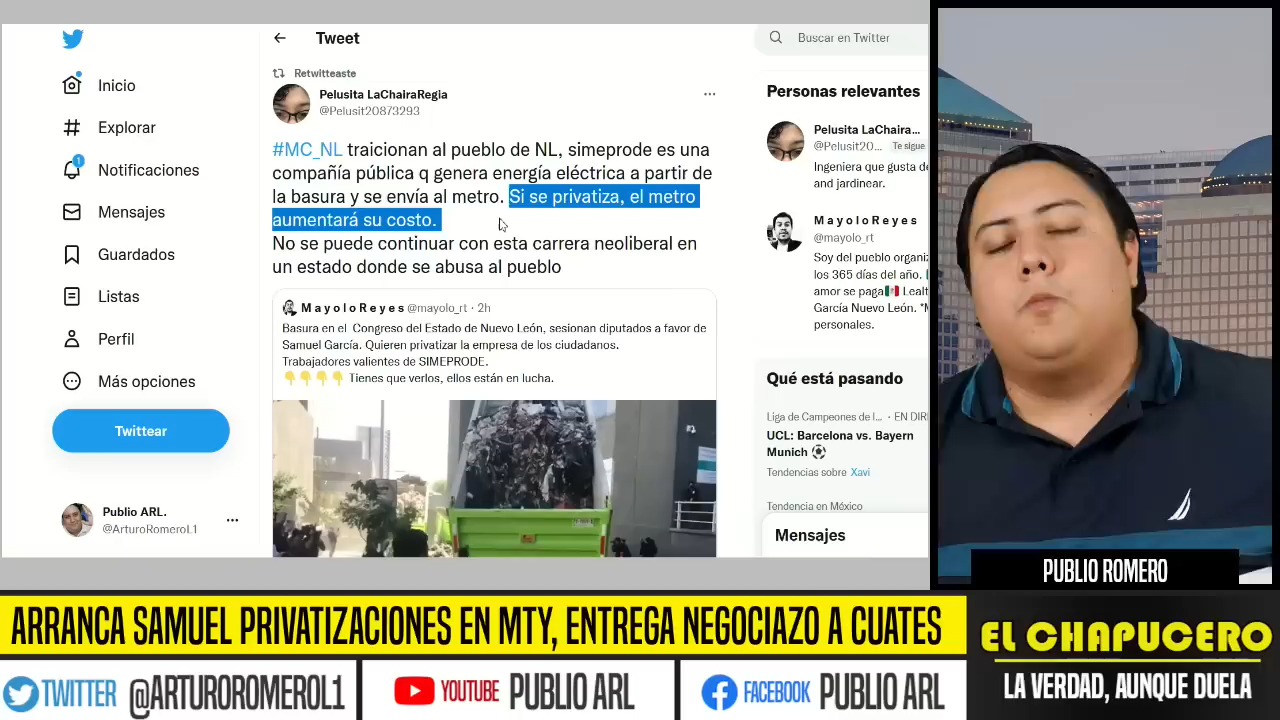 Tweet
Buscar en Twitter
Inicio
Explorar
1
Notificaciones
Mensajes
Guardados
Listas
Perfil
Más opciones
Twittear
Publio ARL.
@ArturoRomeroL1
Retwitteaste
Pelusita LaChairaRegia
@Pelusit20873293
#MC_NL traicionan al pueblo de NL, simeprode es una
compañía pública q genera energía eléctrica a partir de
la basura y se envía al metro. Si se privatiza, el metro
aumentará su costo.
No se puede continuar con esta carrera neoliberal en
un estado donde se abusa al pueblo
M a y o l o R e y e s @mayolo_rt · 2h
Basura en el Congreso del Estado de Nuevo León, sesionan diputados a favor de
Samuel García. Quieren privatizar la empresa de los ciudadanos.
Trabajadores valientes de SIMEPRODE.
👇👇👇👇 Tienes que verlos, ellos están en lucha.
Personas relevantes
Pelusita LaChaira...
@Pelusit20... Te sigue
Ingeniera que gusta de
and jardinear.
M a y o l o R e y e s
@mayolo_rt
Soy del pueblo organiz
los 365 días del año.
amor se paga🇲🇽 Lealt
García Nuevo León. *M
personales.
Qué está pasando
Liga de Campeones de l... · EN DIRE
UCL: Barcelona vs. Bayern
Munich ⚽
Tendencias sobre Xavi
Tendencia en México
Mensajes
PUBLIO ROMERO
ARRANCA SAMUEL PRIVATIZACIONES EN MTY, ENTREGA NEGOCIAZO A CUATES
EL CHAPUCERO
LA VERDAD, AUNQUE DUELA
TWITTER @ARTUROROMEROL1
YOUTUBE PUBLIO ARL
FACEBOOK PUBLIO ARL